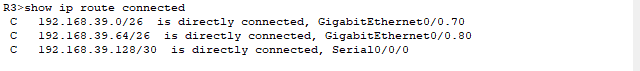 R3>show ip route connected
C   192.168.39.0/26  is directly connected, GigabitEthernet0/0.70
C   192.168.39.64/26  is directly connected, GigabitEthernet0/0.80
C   192.168.39.128/30  is directly connected, Serial0/0/0